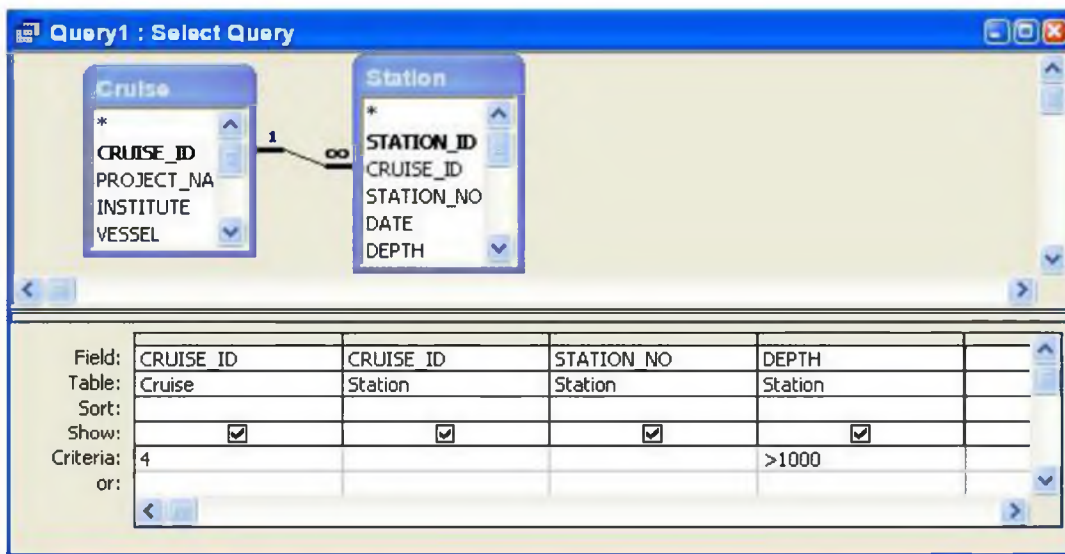 Query1 : Select Query
Cruise
*
CRUISE_ID
PROJECT_NA
INSTITUTE
VESSEL
1
∞
Station
*
STATION_ID
CRUISE_ID
STATION_NO
DATE
DEPTH
Field: CRUISE_ID CRUISE_ID STATION_NO DEPTH
Table: Cruise Station Station Station
Sort:
Show:
Criteria: 4 >1000
or: